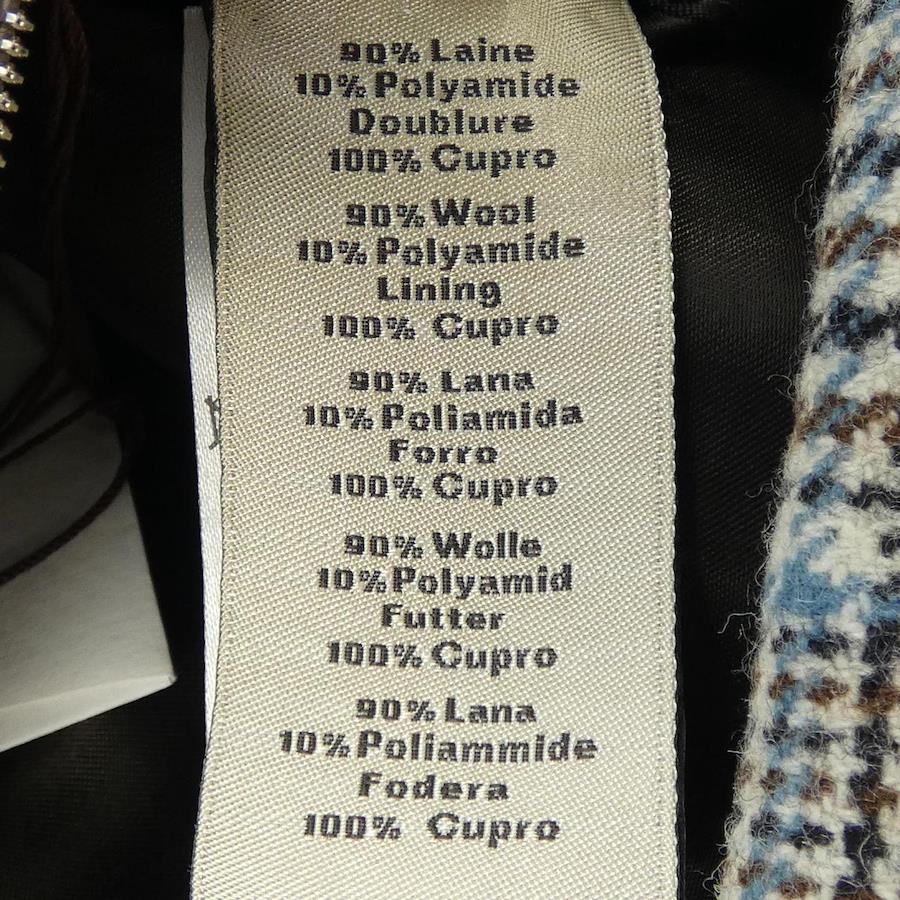 90% Laine
10% Polyamide
Doublure
100% Cupro
90% Wool
10% Polyamide
Lining
100% Cupro
90% Lana
10% Poliamida
Forro
100% Cupro
90% Wolle
10% Polyamid
Futter
100% Cupro
90% Lana
10% Poliammide
Fodera
100% Cupro